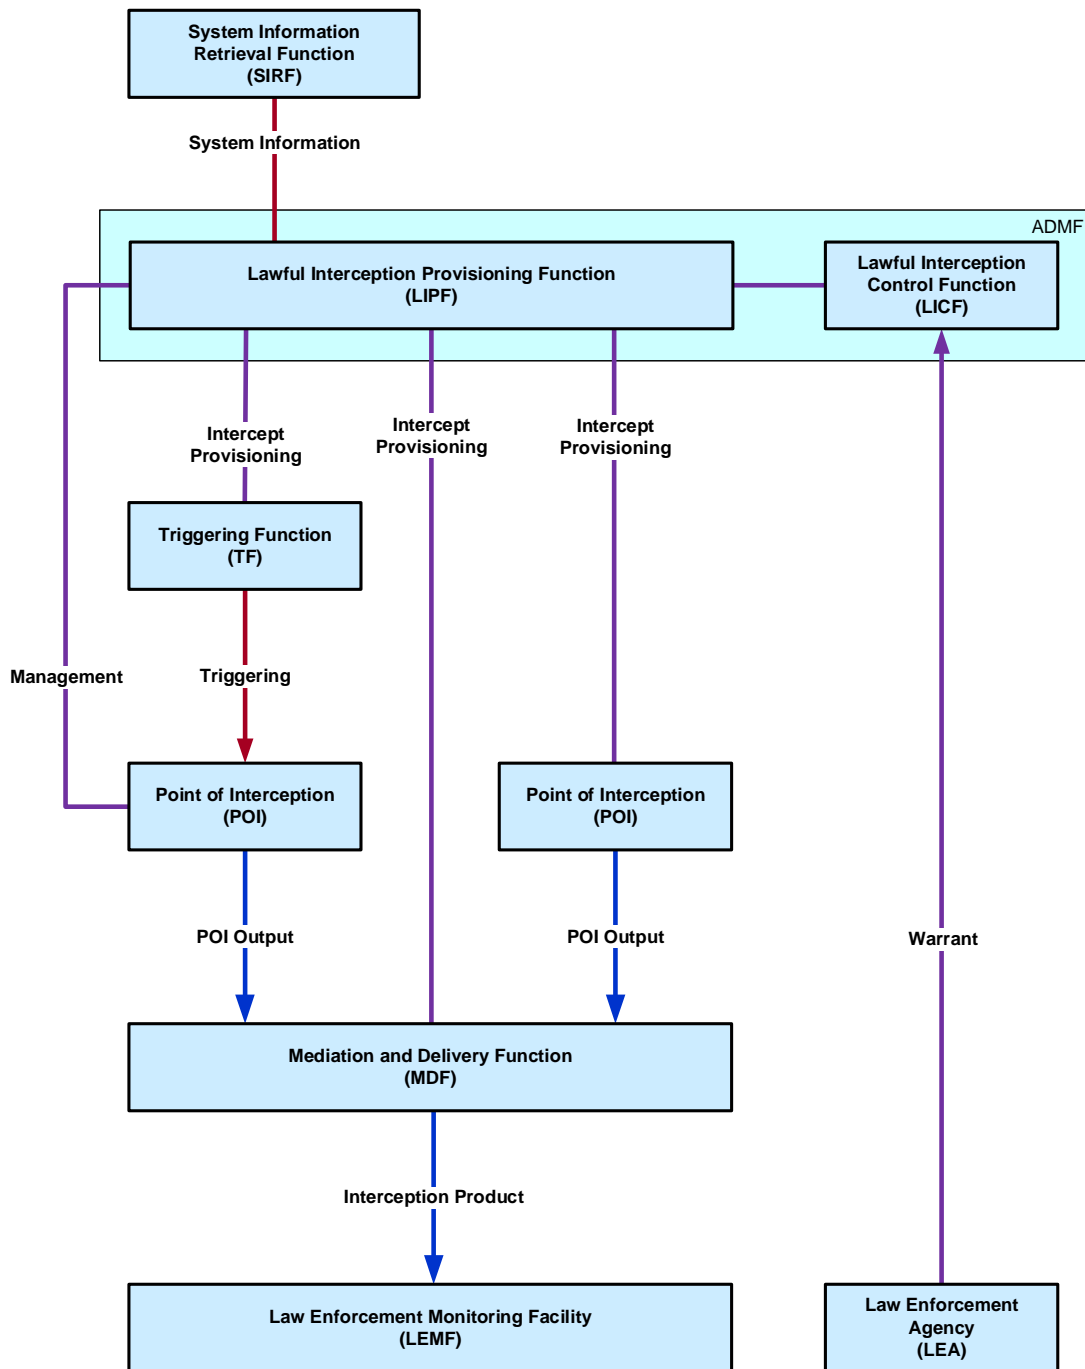 System Information
Retrieval Function
(SIRF)
System Information
ADMF
Lawful Interception Provisioning Function
(LIPF)
Lawful Interception
Control Function
(LICF)
Intercept
Provisioning
Intercept
Provisioning
Intercept
Provisioning
Triggering Function
(TF)
Management
Triggering
Point of Interception
(POI)
Point of Interception
(POI)
POI Output
POI Output
Warrant
Mediation and Delivery Function
(MDF)
Interception Product
Law Enforcement Monitoring Facility
(LEMF)
Law Enforcement
Agency
(LEA)